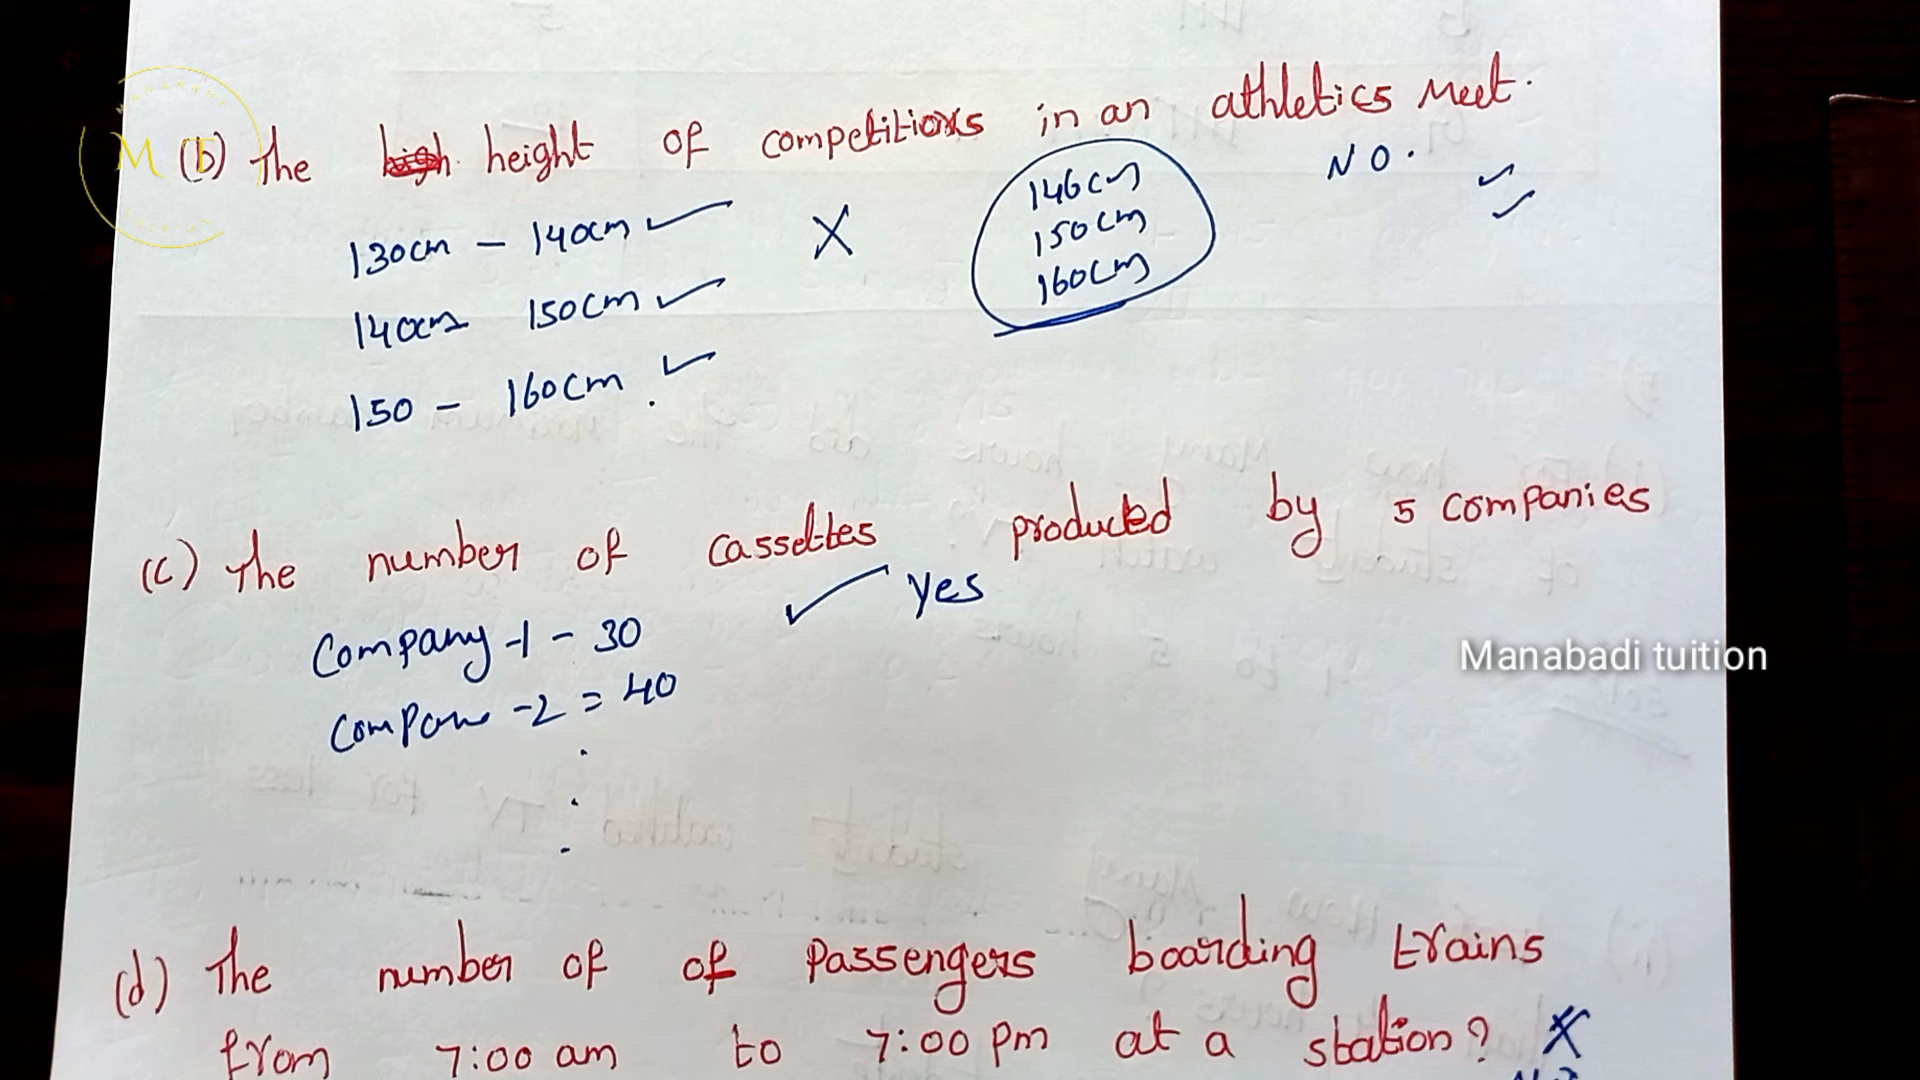 (b) The height of competitions in an athletics Meet.
NO.
130cm - 140cm
140cm 150cm
150 - 160cm
146cm
150cm
160cm
(c) The number of cassettes produced by 5 companies
Company -1 - 30
yes
-2 = 40
Manabadi tuition
(d) The number of of Passengers boarding trains
from 7:00 am to 7:00 pm at a station?